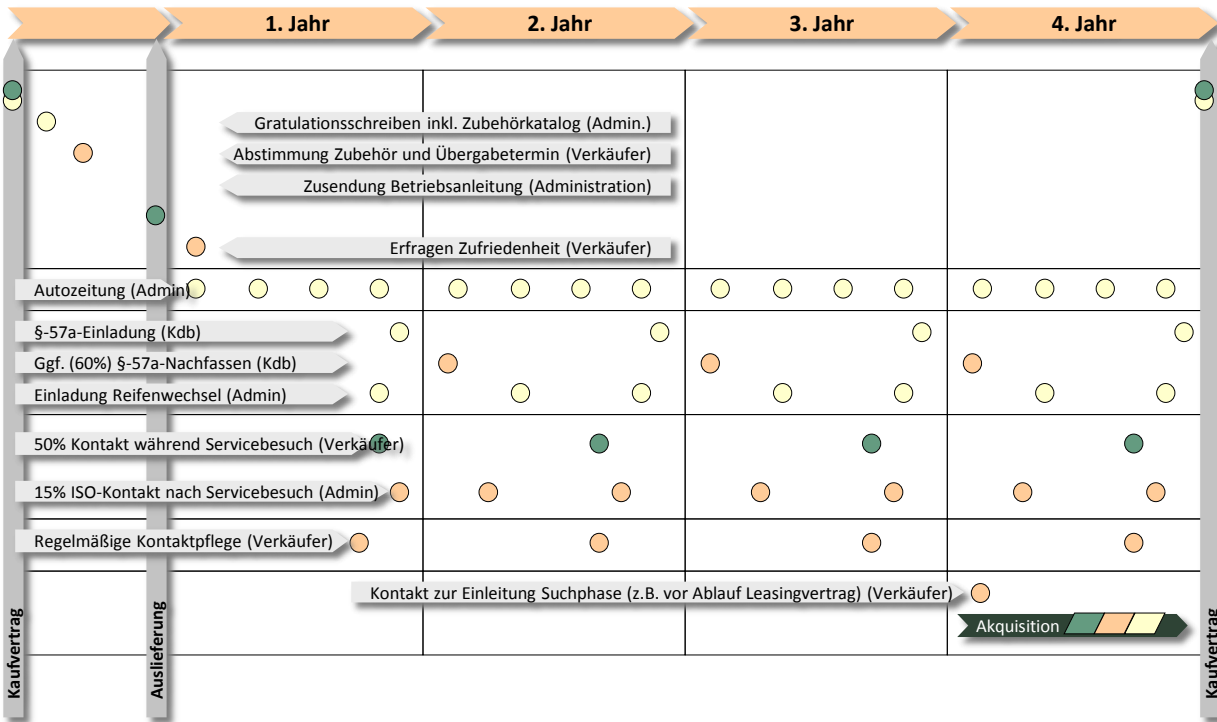 1. Jahr
2. Jahr
3. Jahr
4. Jahr
Gratulationsschreiben inkl. Zubehörkatalog (Admin.)
Abstimmung Zubehör und Übergabetermin (Verkäufer)
Zusendung Betriebsanleitung (Administration)
Erfragen Zufriedenheit (Verkäufer)
Autozeitung (Admin)
§-57a-Einladung (Kdb)
Ggf. (60%) §-57a-Nachfassen (Kdb)
Einladung Reifenwechsel (Admin)
50% Kontakt während Servicebesuch (Verkäufer)
15% ISO-Kontakt nach Servicebesuch (Admin)
Regelmäßige Kontaktpflege (Verkäufer)
Kontakt zur Einleitung Suchphase (z.B. vor Ablauf Leasingvertrag) (Verkäufer)
Akquisition
Kaufvertrag
Auslieferung
Kaufvertrag